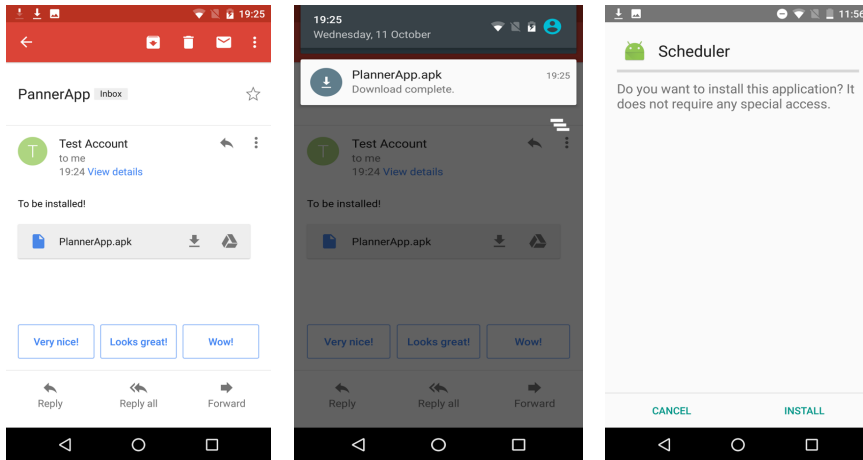 19:25
PannerApp Inbox
T
Test Account
to me
19:24 View details
To be installed!
PlannerApp.apk
Very nice!
Looks great!
Wow!
Reply
Reply all
Forward
19:25
Wednesday, 11 October
PlannerApp.apk
19:25
Download complete.
T
Test Account
to me
19:24 View details
To be installed!
PlannerApp.apk
Very nice!
Looks great!
Wow!
Reply
Reply all
Forward
11:56
Scheduler
Do you want to install this application? It
does not require any special access.
CANCEL
INSTALL